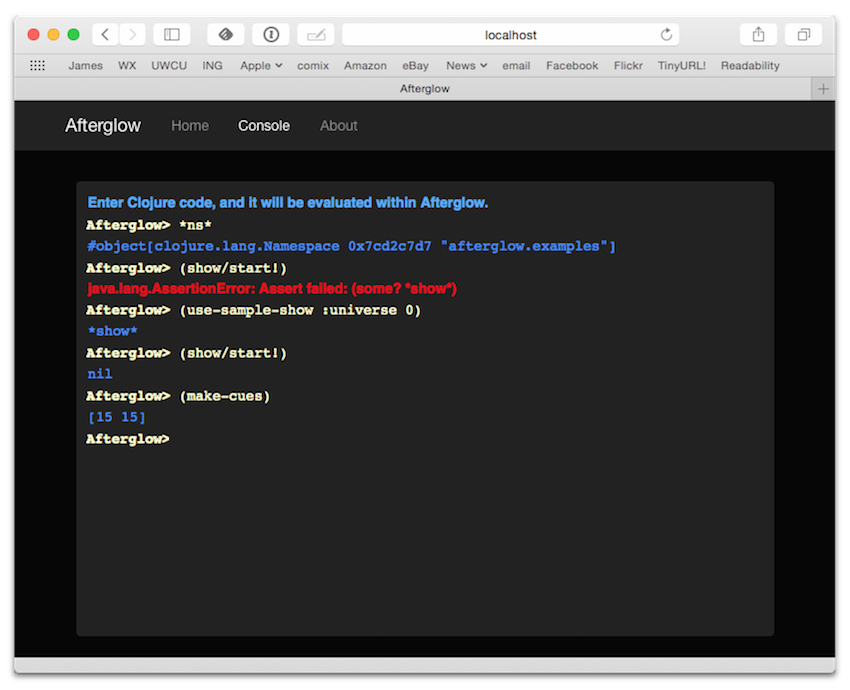 localhost
James WX UWCU ING Apple comix Amazon eBay News email Facebook Flickr TinyURL! Readability
Afterglow
Afterglow Home Console About
Enter Clojure code, and it will be evaluated within Afterglow.
Afterglow> *ns*
#object[clojure.lang.Namespace 0x7cd2c7d7 "afterglow.examples"]
Afterglow> (show/start!)
java.lang.AssertionError: Assert failed: (some? *show*)
Afterglow> (use-sample-show :universe 0)
*show*
Afterglow> (show/start!)
nil
Afterglow> (make-cues)
[15 15]
Afterglow>